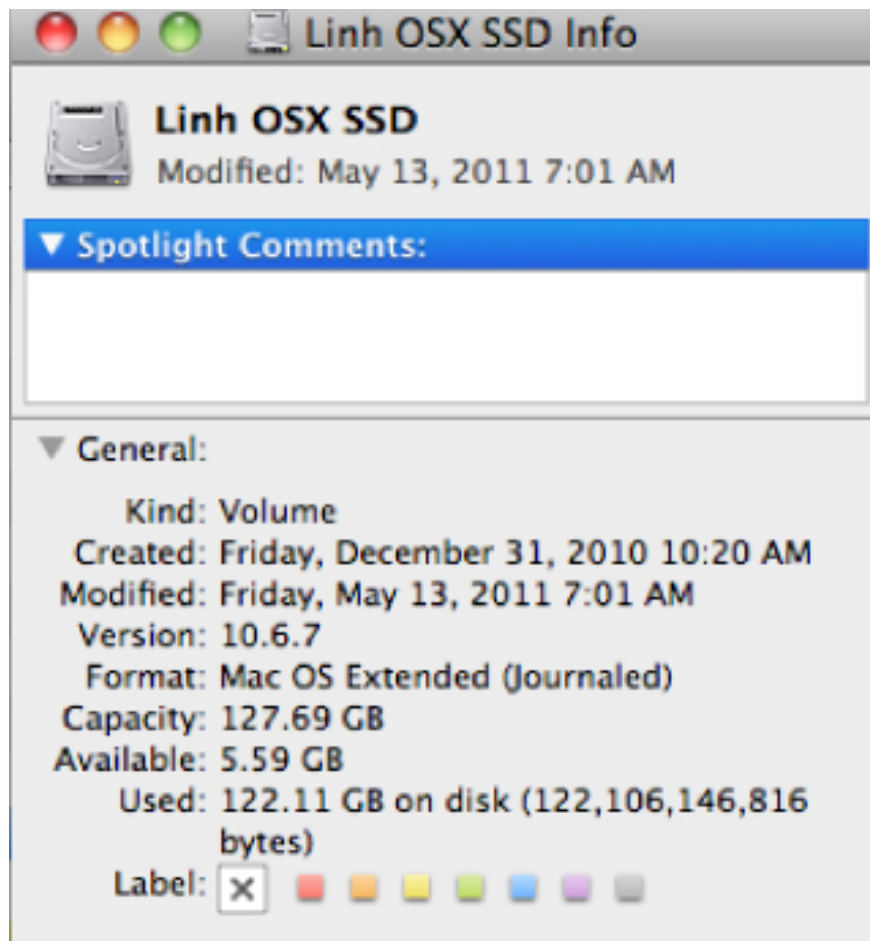 Linh OSX SSD Info
Linh OSX SSD
Modified: May 13, 2011 7:01 AM
▼ Spotlight Comments:
▼ General:
Kind: Volume
Created: Friday, December 31, 2010 10:20 AM
Modified: Friday, May 13, 2011 7:01 AM
Version: 10.6.7
Format: Mac OS Extended (Journaled)
Capacity: 127.69 GB
Available: 5.59 GB
Used: 122.11 GB on disk (122,106,146,816
bytes)
Label: